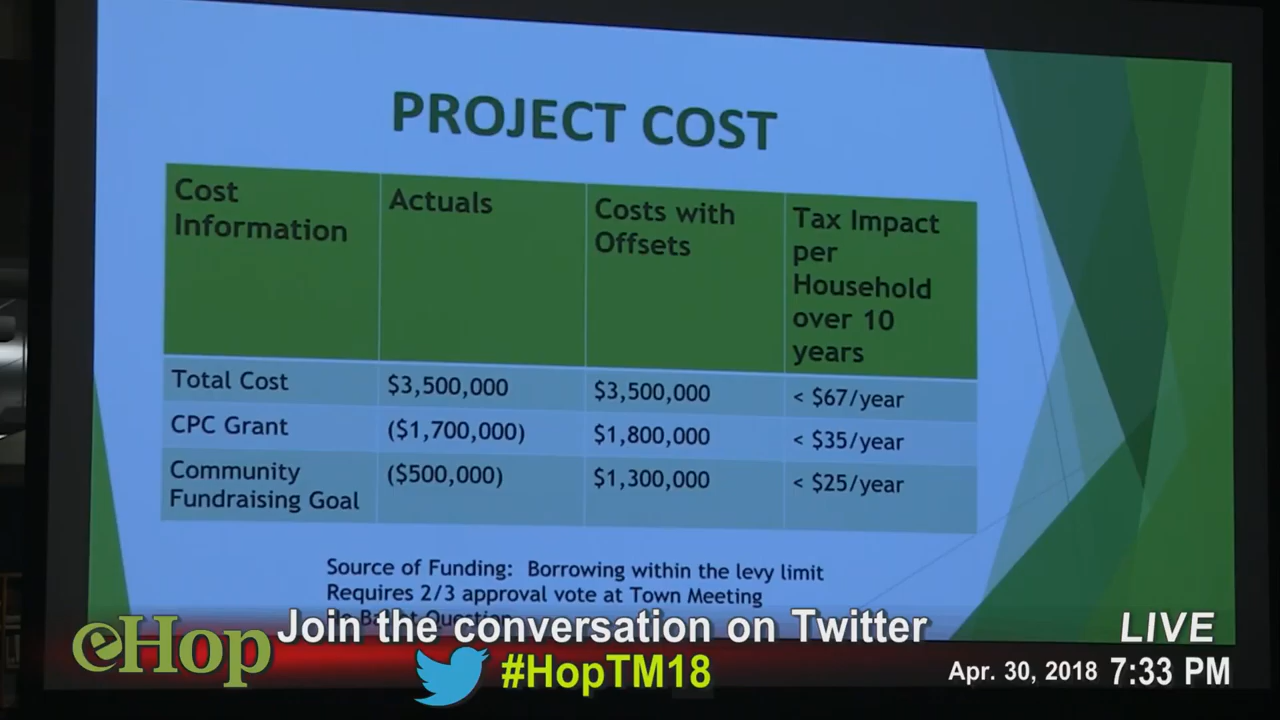 PROJECT COST
Cost
Information
Actuals
Costs with
Offsets
Tax Impact
per
Household
over 10
years
Total Cost
$3,500,000
$3,500,000
< $67/year
CPC Grant
($1,700,000)
$1,800,000
< $35/year
Community
Fundraising Goal
($500,000)
$1,300,000
< $25/year
Source of Funding: Borrowing within the levy limit
Requires 2/3 approval vote at Town Meeting
eHop
Join the conversation on Twitter
#HopTM18
LIVE
Apr. 30, 2018 7:33 PM